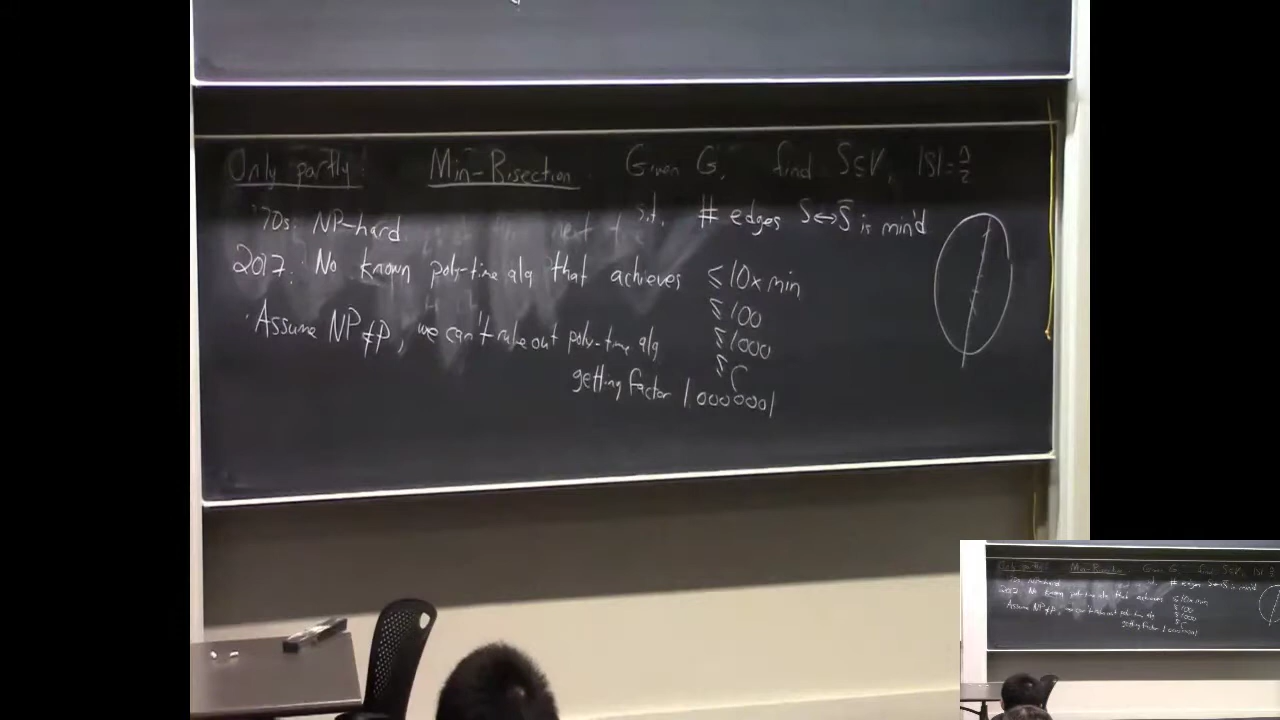 Only partly: Min-Bisection. Given G, find S⊆V, |S|=n/2
'70s: NP-hard. s.t. # edges S↔S̄ is min'd
2017: No known poly-time alg that achieves ≤10x min
≤100
Assume NP⊄P, we can't rule out poly-time alg ≤1000
≤C
getting factor 1.0000001